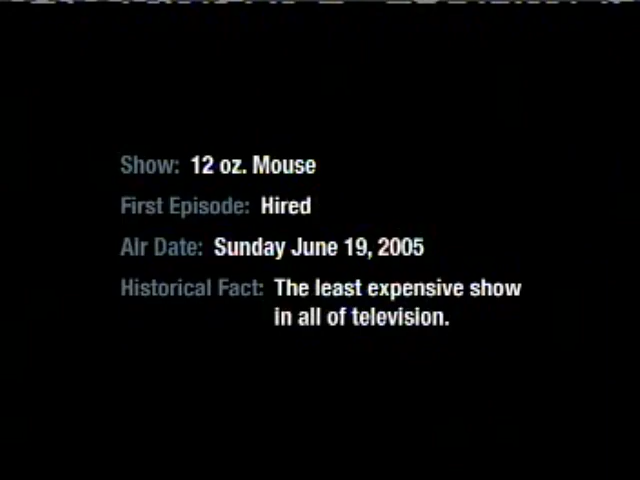 Show: 12 oz. Mouse
First Episode: Hired
Air Date: Sunday June 19, 2005
Historical Fact: The least expensive show
in all of television.